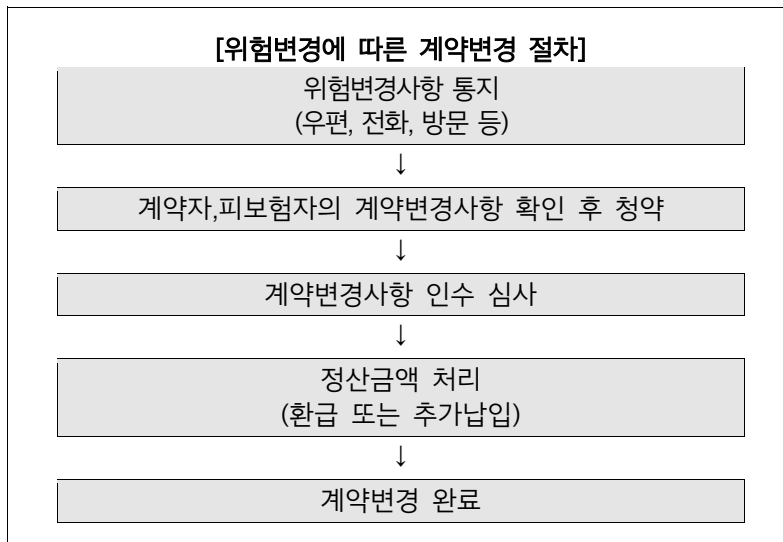 [위험변경에 따른 계약변경 절차]
위험변경사항 통지
(우편, 전화, 방문 등)
↓
계약자,피보험자의 계약변경사항 확인 후 청약
↓
계약변경사항 인수 심사
↓
정산금액 처리
(환급 또는 추가납입)
↓
계약변경 완료